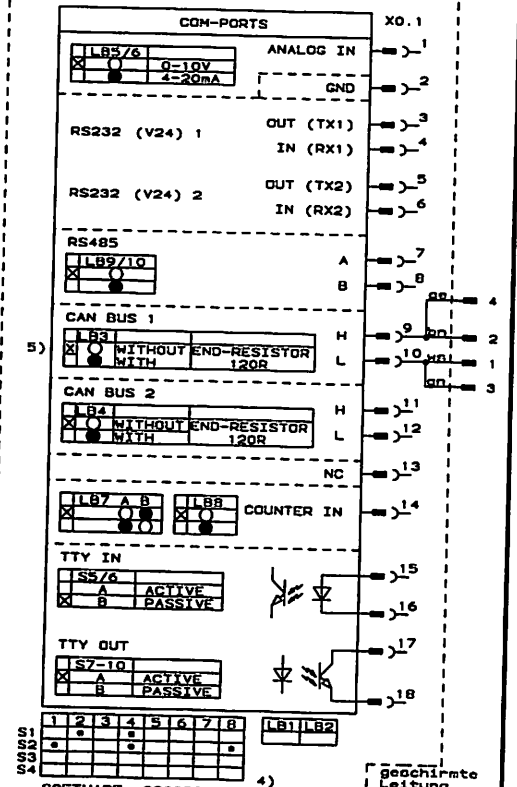 COM-PORTS X0.1
LB5/6 ANALOG IN 1
0-10V
4-20mA
GND 2
OUT (TX1) 3
RS232 (V24) 1
IN (RX1) 4
OUT (TX2) 5
RS232 (V24) 2
IN (RX2) 6
RS485
LB9/10 A 7
B 8
CAN BUS 1
LB3 H 9 4
bn 2
5) WITHOUT END-RESISTOR L 10 1
WITH 120R
3
CAN BUS 2
LB4 H 11
WITHOUT END-RESISTOR L 12
WITH 120R
NC 13
LB7 A B LB8 COUNTER IN 14
TTY IN
S5/6 15
A ACTIVE
B PASSIVE 16
TTY OUT 17
S7-10
A ACTIVE
B PASSIVE 18
1 2 3 4 5 6 7 8 LB1 LB2
S1
S2
S3
S4
4)
geschirmte
Leitung